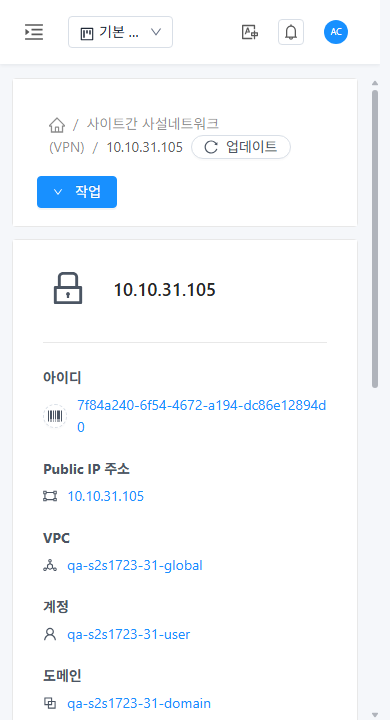 기본 ...
AC
/ 사이트간 사설네트워크
(VPN) / 10.10.31.105 업데이트
작업
10.10.31.105
아이디
7f84a240-6f54-4672-a194-dc86e12894d
0
Public IP 주소
10.10.31.105
VPC
qa-s2s1723-31-global
계정
qa-s2s1723-31-user
도메인
qa-s2s1723-31-domain